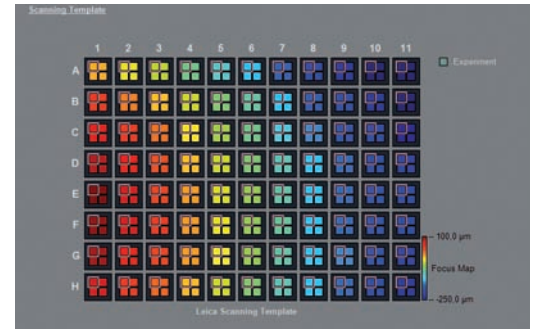 Scanning Template
1 2 3 4 5 6 7 8 9 10 11
A
Experiment
B
C
D
E
F
100.0 µm
G
Focus Map
H
-250.0 µm
Leica Scanning Template